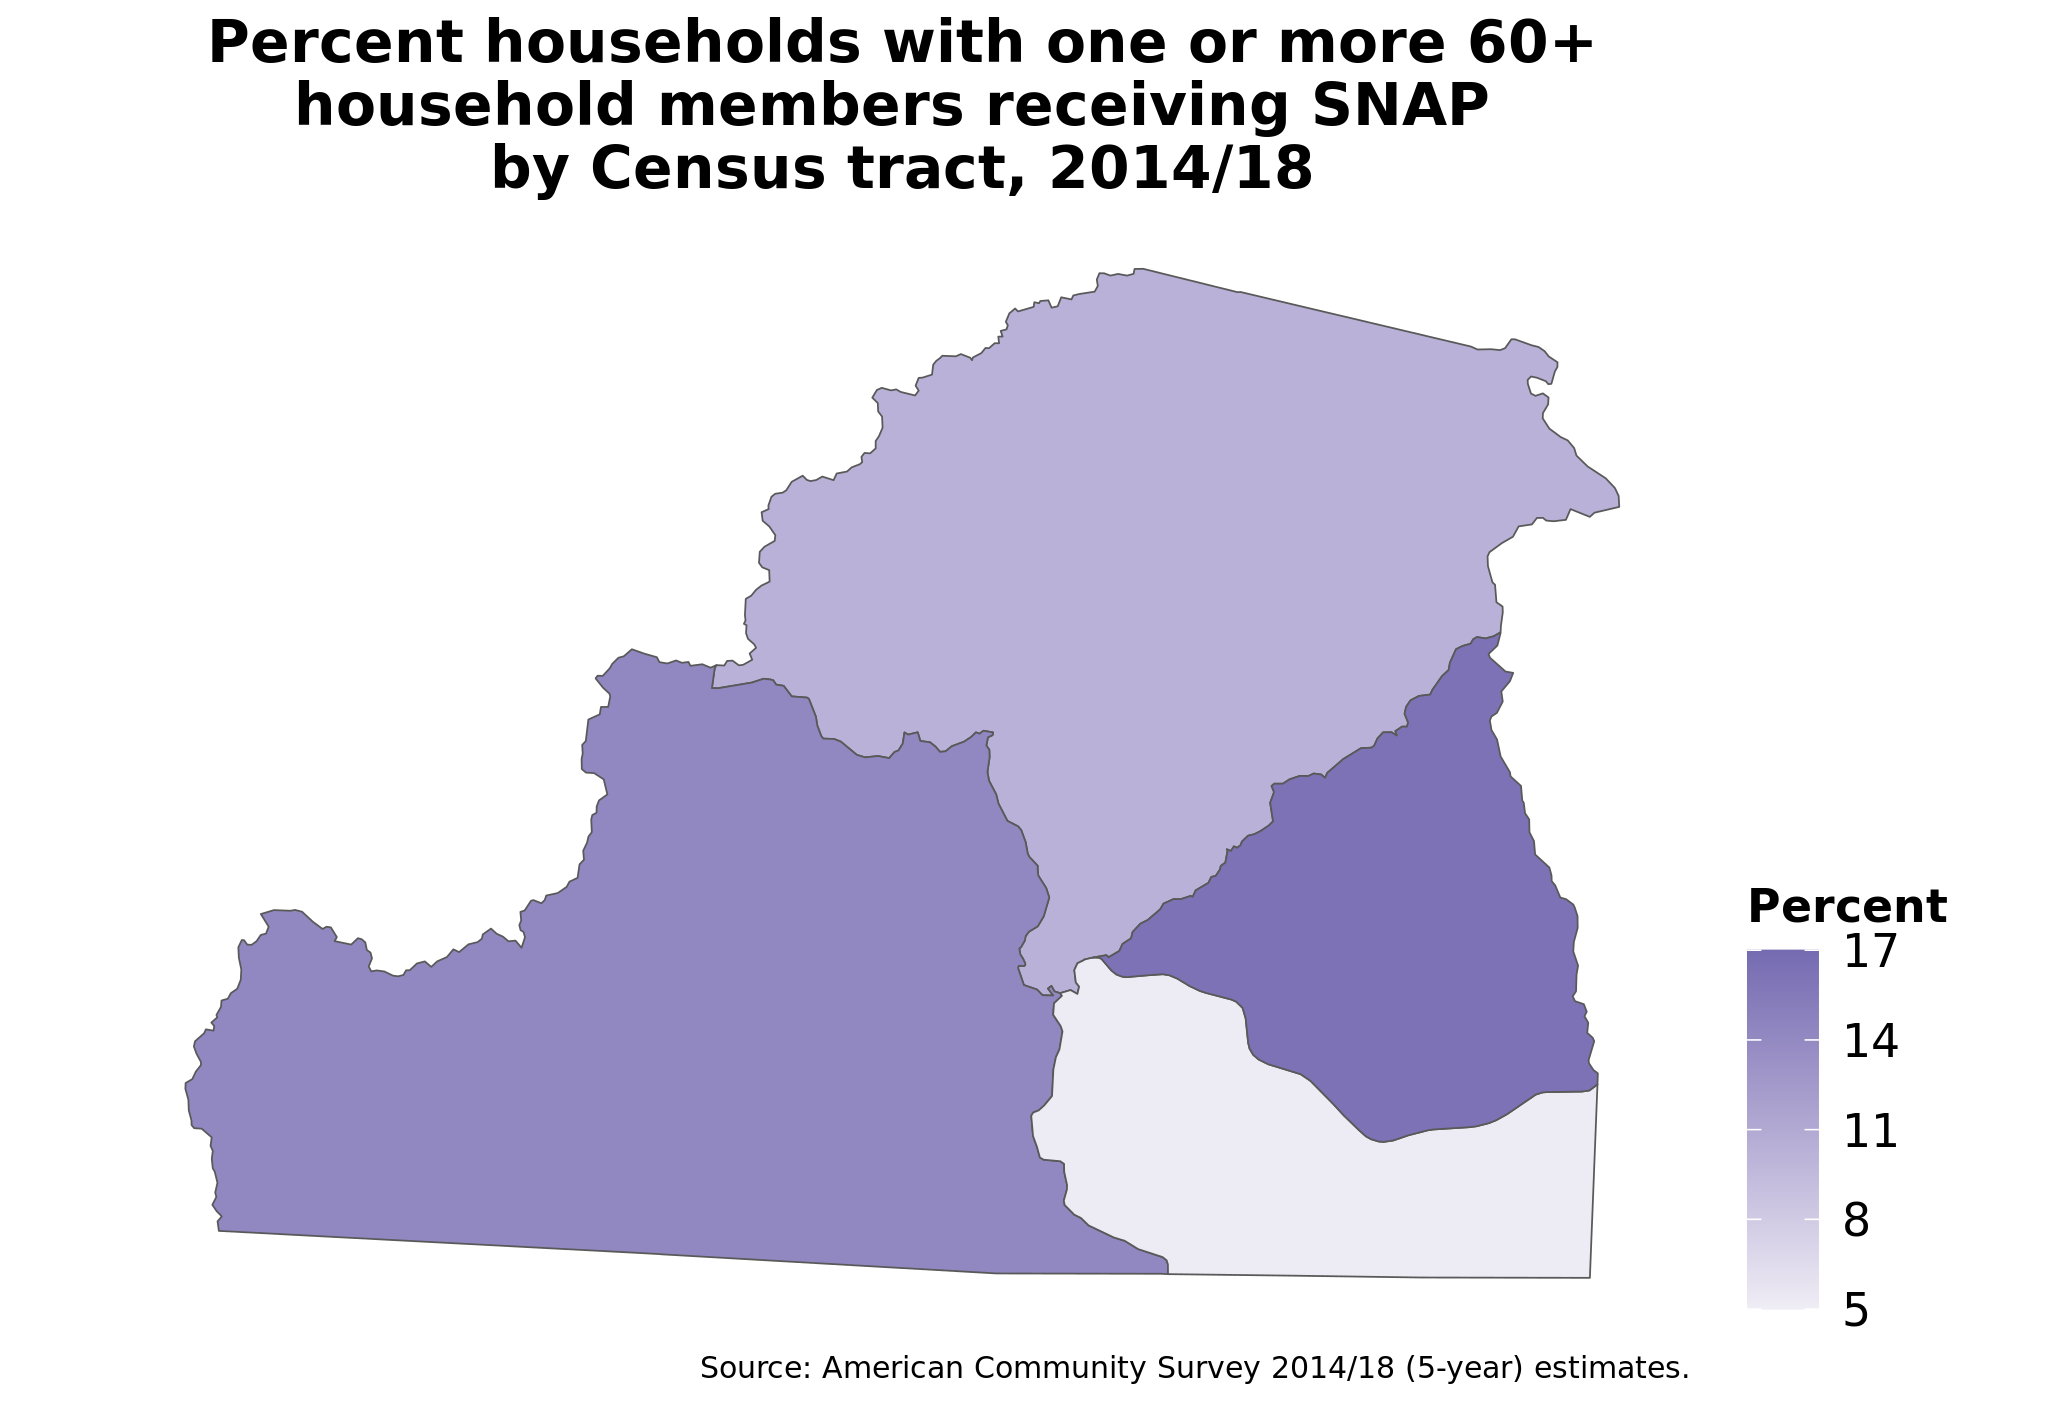 Percent households with one or more 60+
household members receiving SNAP
by Census tract, 2014/18
Percent
17
14
11
8
5
Source: American Community Survey 2014/18 (5-year) estimates.